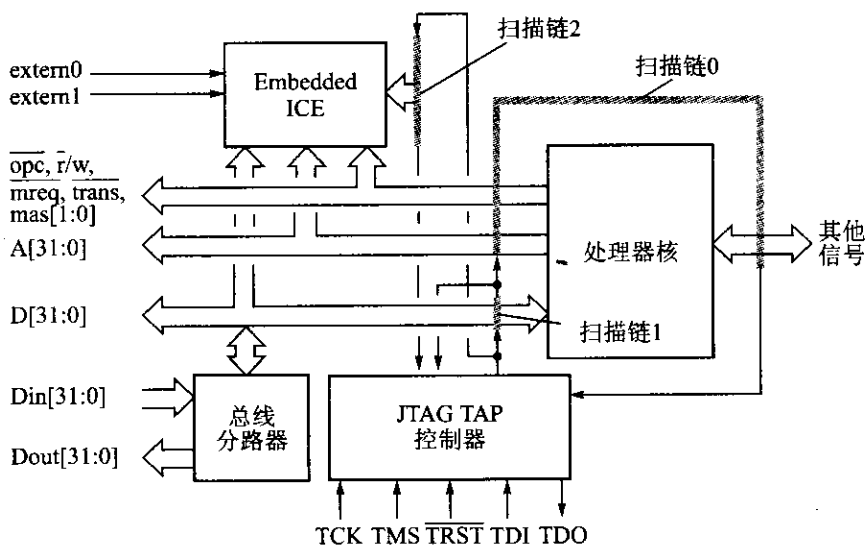 扫描链2
extern0
extern1
Embedded
ICE
扫描链0
opc, r/w,
mreq, trans,
mas[1:0]
A[31:0]
处理器核
其他
信号
D[31:0]
扫描链1
Din[31:0]
总线
分路器
Dout[31:0]
JTAG TAP
控制器
TCK TMS TRST TDI TDO